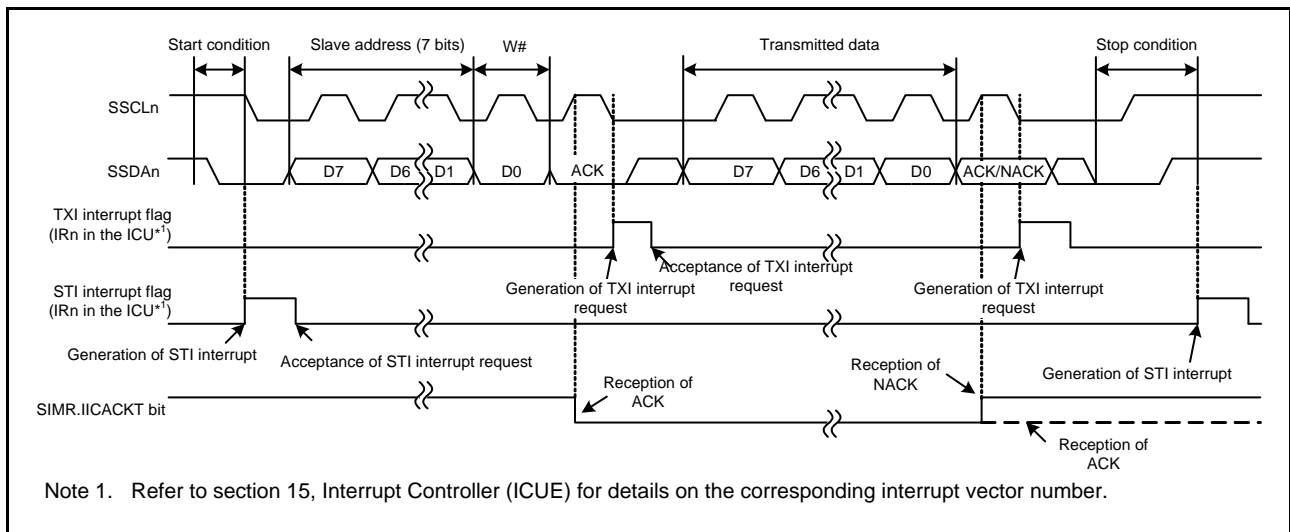 Start condition
Slave address (7 bits)
W#
Transmitted data
Stop condition
SSCLn
SSDAn
D7
D6
D1
D0
ACK
D7
D6
D1
D0
ACK/NACK
TXI interrupt flag
(IRn in the ICU*1)
Acceptance of TXI interrupt
request
Generation of TXI interrupt
request
Generation of TXI interrupt
request
STI interrupt flag
(IRn in the ICU*1)
Generation of STI interrupt
Acceptance of STI interrupt request
Generation of STI interrupt
SIMR.IICACKT bit
Reception of
ACK
Reception of
NACK
Reception of
ACK
Note 1. Refer to section 15, Interrupt Controller (ICUE) for details on the corresponding interrupt vector number.